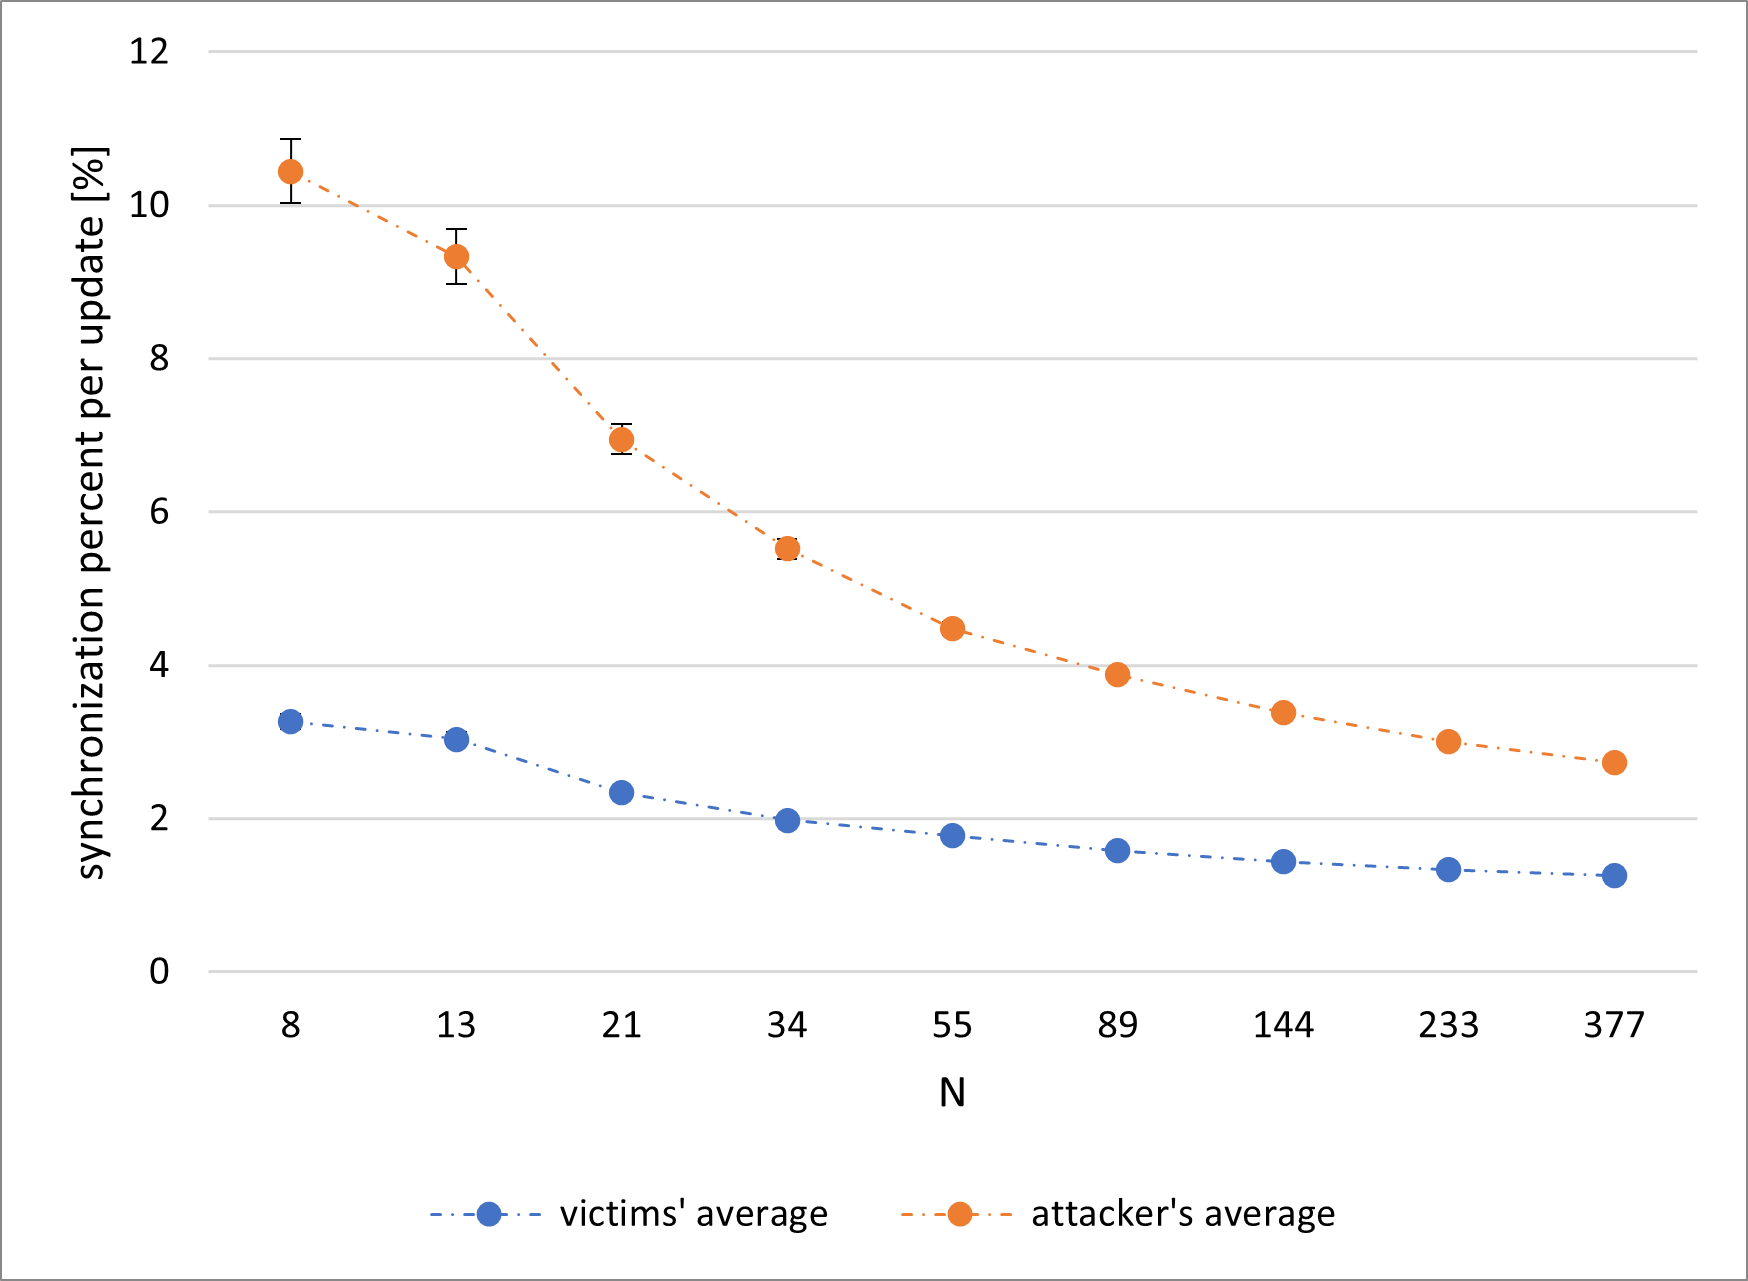 12
10
8
6
4
2
0
synchronization percent per update [%]
8 13 21 34 55 89 144 233 377
N
victims' average attacker's average